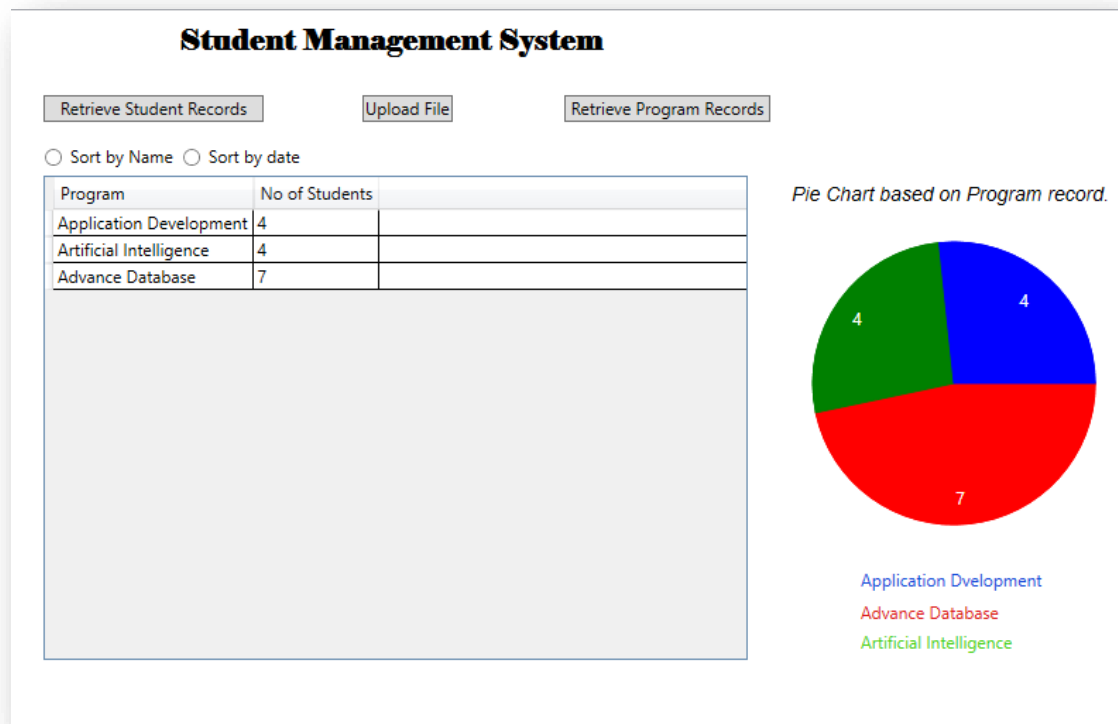 Student Management System
Retrieve Student Records Upload File Retrieve Program Records
Sort by Name Sort by date
Program No of Students
Application Development 4
Artificial Intelligence 4
Advance Database 7
Pie Chart based on Program record.
4
4
7
Application Dvelopment
Advance Database
Artificial Intelligence